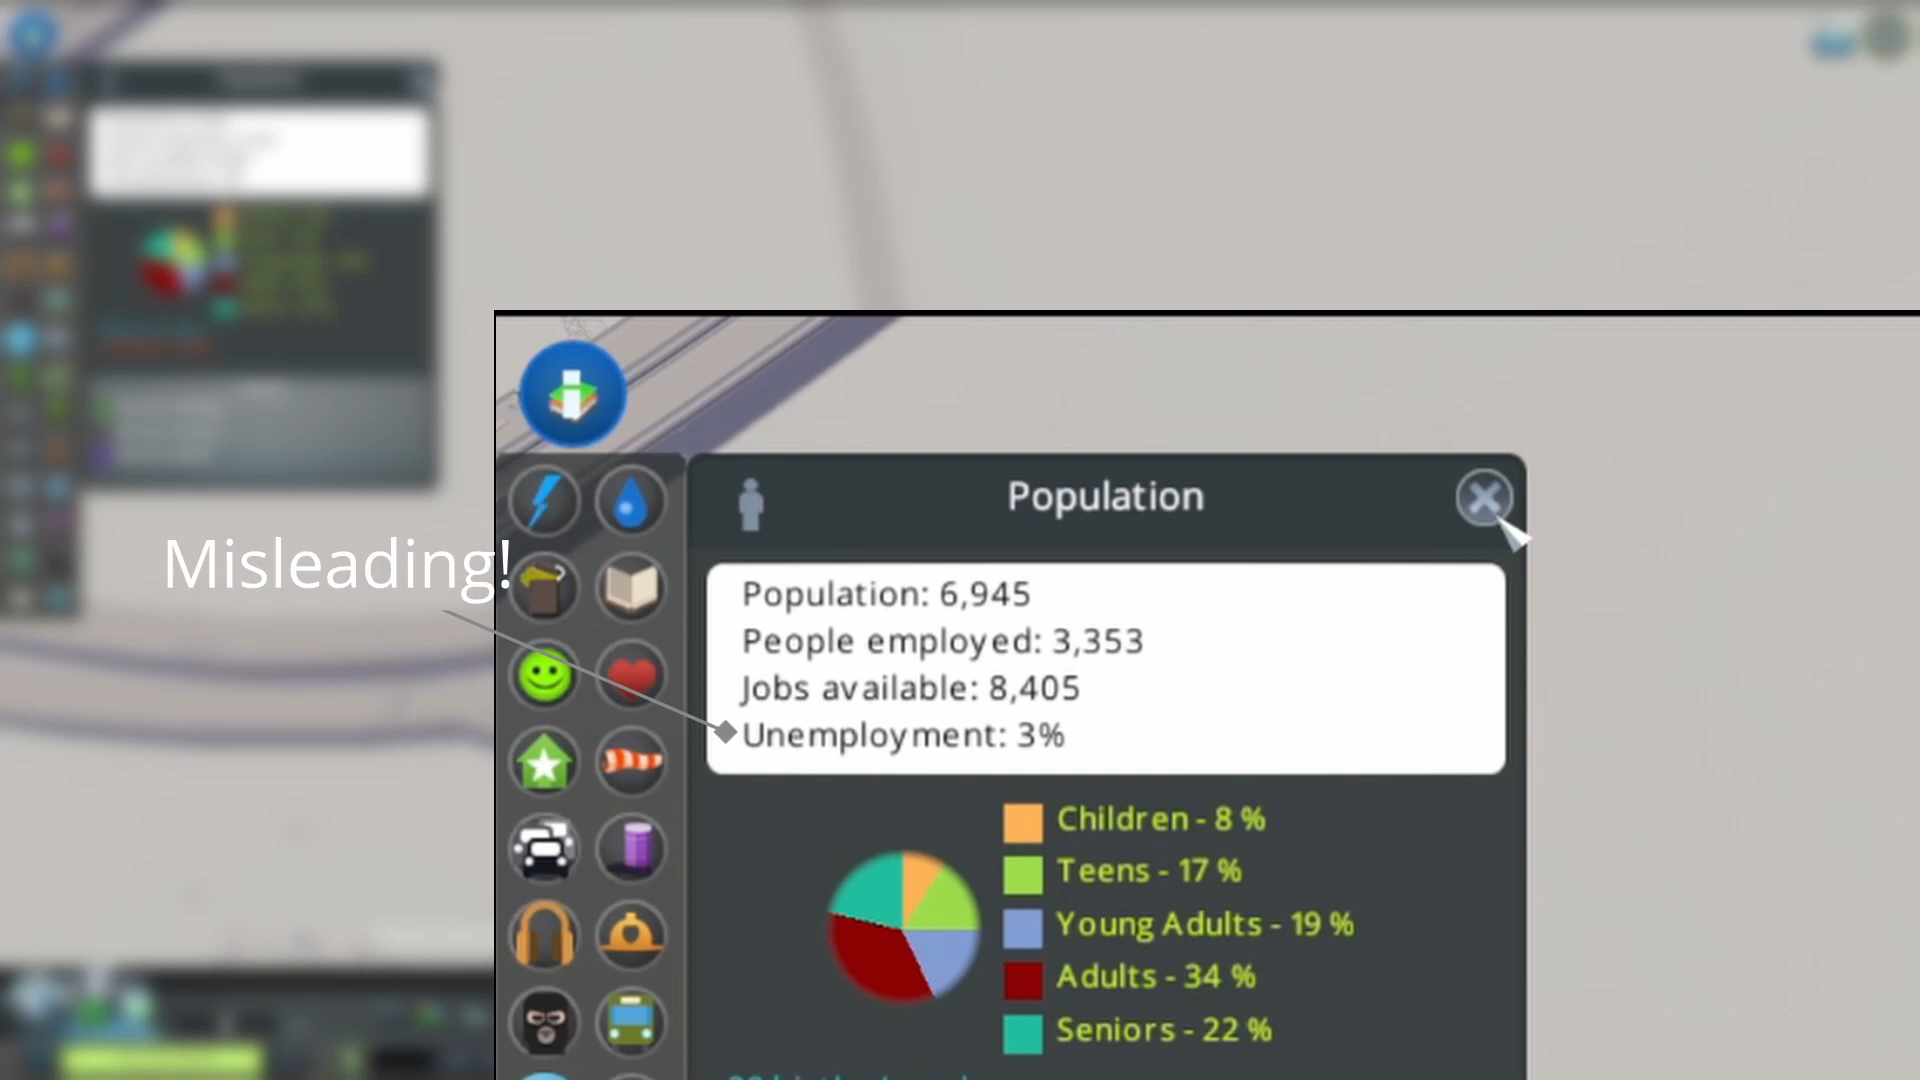 Misleading!
Population
Population: 6,945
People employed: 3,353
Jobs available: 8,405
Unemployment: 3%
Children - 8 %
Teens - 17 %
Young Adults - 19 %
Adults - 34 %
Seniors - 22 %